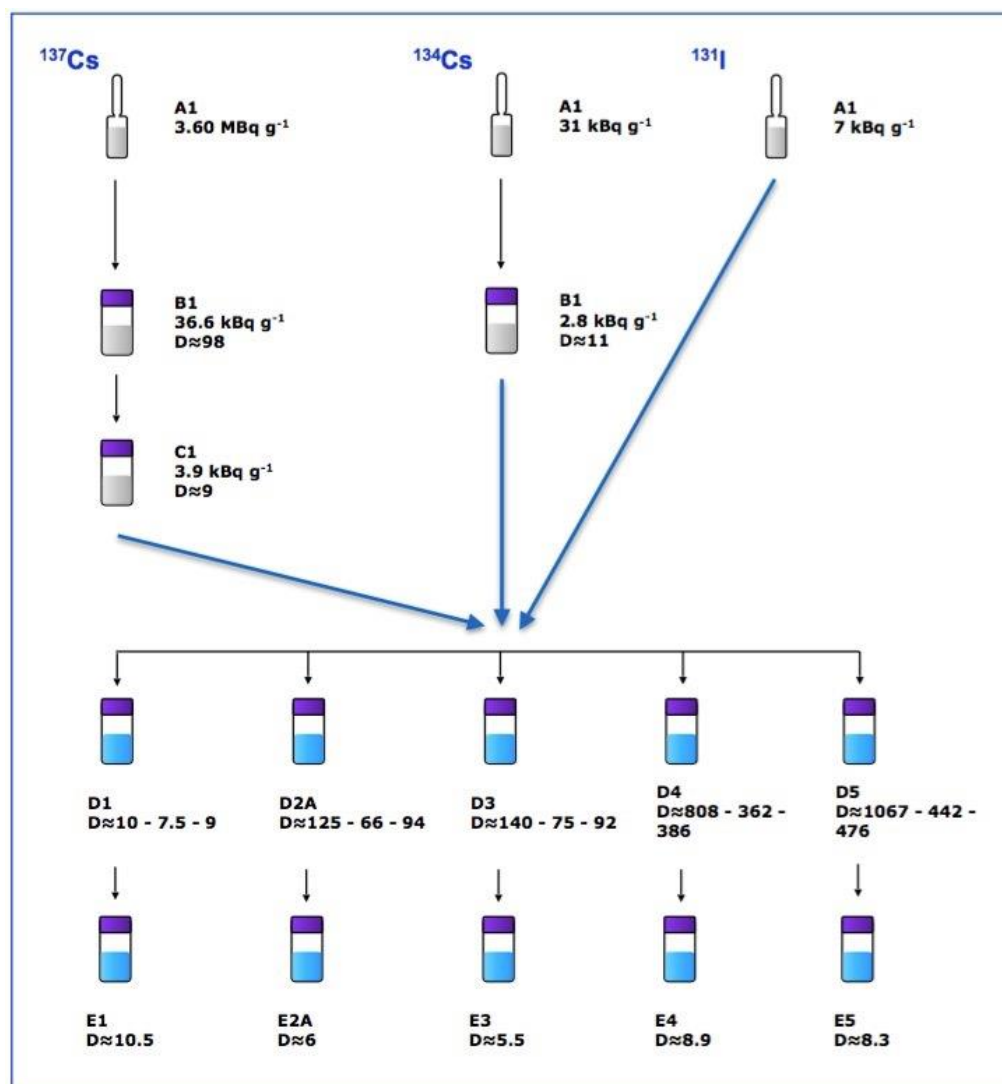 ¹³⁷Cs
¹³⁴Cs
¹³¹I
A1
3.60 MBq g⁻¹
A1
31 kBq g⁻¹
A1
7 kBq g⁻¹
B1
36.6 kBq g⁻¹
D≈98
B1
2.8 kBq g⁻¹
D≈11
C1
3.9 kBq g⁻¹
D≈9
D1
D≈10 - 7.5 - 9
D2A
D≈125 - 66 - 94
D3
D≈140 - 75 - 92
D4
D≈808 - 362 -
386
D5
D≈1067 - 442 -
476
E1
D≈10.5
E2A
D≈6
E3
D≈5.5
E4
D≈8.9
E5
D≈8.3